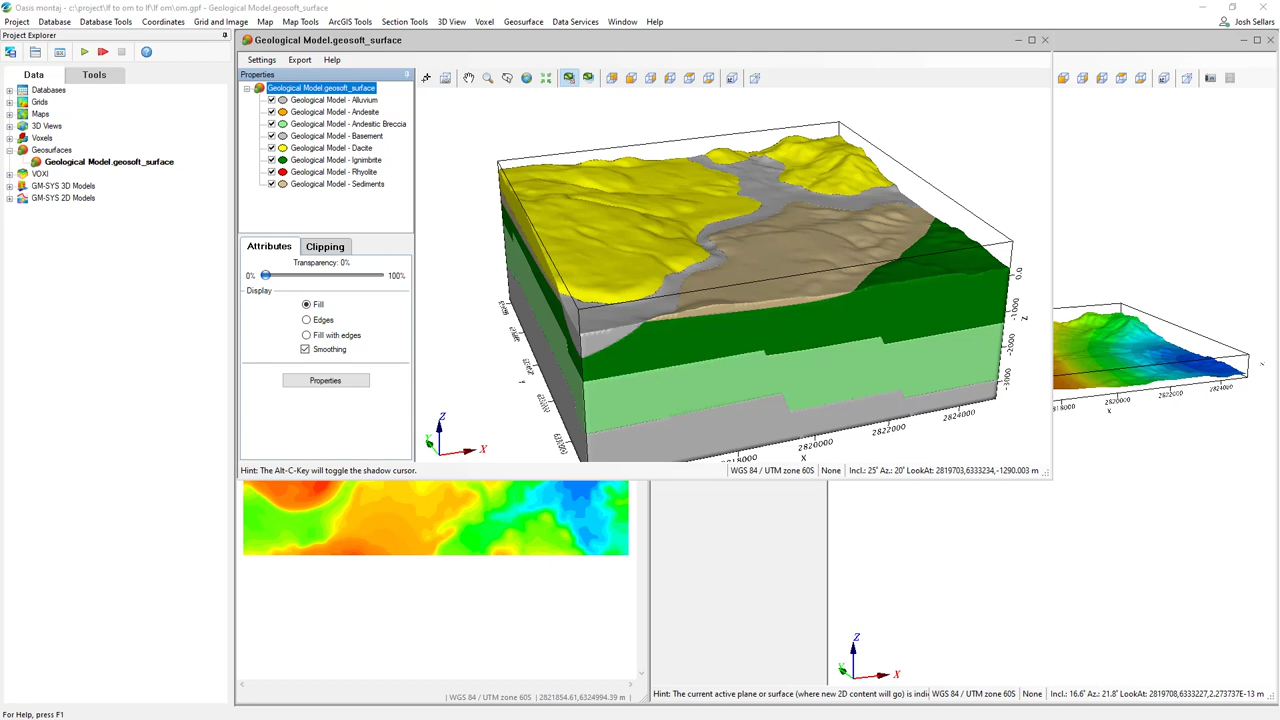 Oasis montaj - c:\project\lf to om to lf\lf om\om.gpf - Geological Model.geosoft_surface
Project Database Database Tools Coordinates Grid and Image Map Map Tools ArcGIS Tools Section Tools 3D View Voxel Geosurface Data Services Window Help
Josh Sellars
Project Explorer
Data Tools
Databases
Grids
Maps
3D Views
Voxels
Geosurfaces
Geological Model.geosoft_surface
VOXI
GM-SYS 3D Models
GM-SYS 2D Models
Geological Model.geosoft_surface
Settings Export Help
Properties
Geological Model.geosoft_surface
Geological Model - Alluvium
Geological Model - Andesite
Geological Model - Andesitic Breccia
Geological Model - Basement
Geological Model - Dacite
Geological Model - Ignimbrite
Geological Model - Rhyolite
Geological Model - Sediments
Attributes Clipping
Transparency: 0%
0% 100%
Display
Fill
Edges
Fill with edges
Smoothing
Properties
0.0
-1000
-2000
-3000
Z
Y
2820000
2822000
2824000
X
Z
Y
X
Hint: The Alt-C-Key will toggle the shadow cursor.
WGS 84 / UTM zone 60S None Incl.: 25° Az.: 20° LookAt: 2819703,6333234,-1290.003 m
2820000
2822000
2824000
X
Z
Z
Y
X
WGS 84 / UTM zone 60S 2821854.61, 6324994.39 m
Hint: The current active plane or surface (where new 2D content will go) is indi WGS 84 / UTM zone 60S None Incl.: 16.6° Az.: 21.8° LookAt: 2819708,6333227,2.273737E-13 m
For Help, press F1